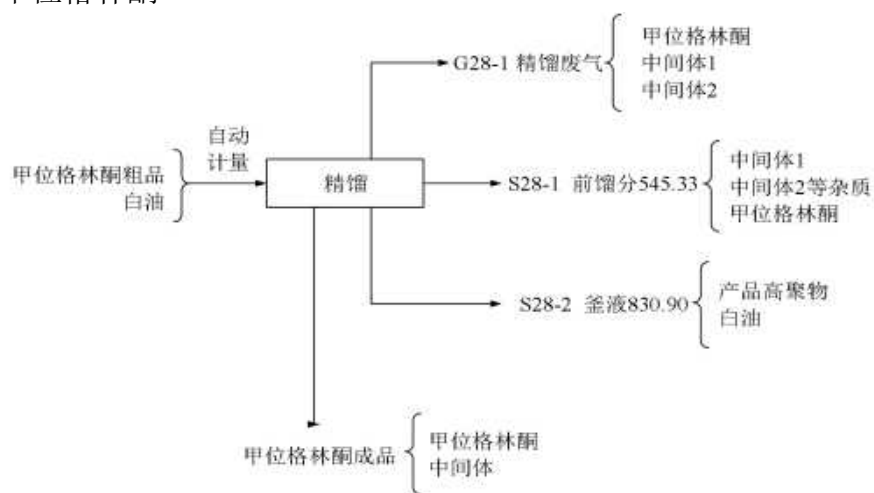 甲位格林酮
G28-1 精馏废气
甲位格林酮
中间体1
中间体2
自动
计量
甲位格林酮粗品
白油
精馏
S28-1 前馏分545.33
中间体1
中间体2等杂质
甲位格林酮
S28-2 釜液830.90
产品高聚物
白油
甲位格林酮成品
甲位格林酮
中间体